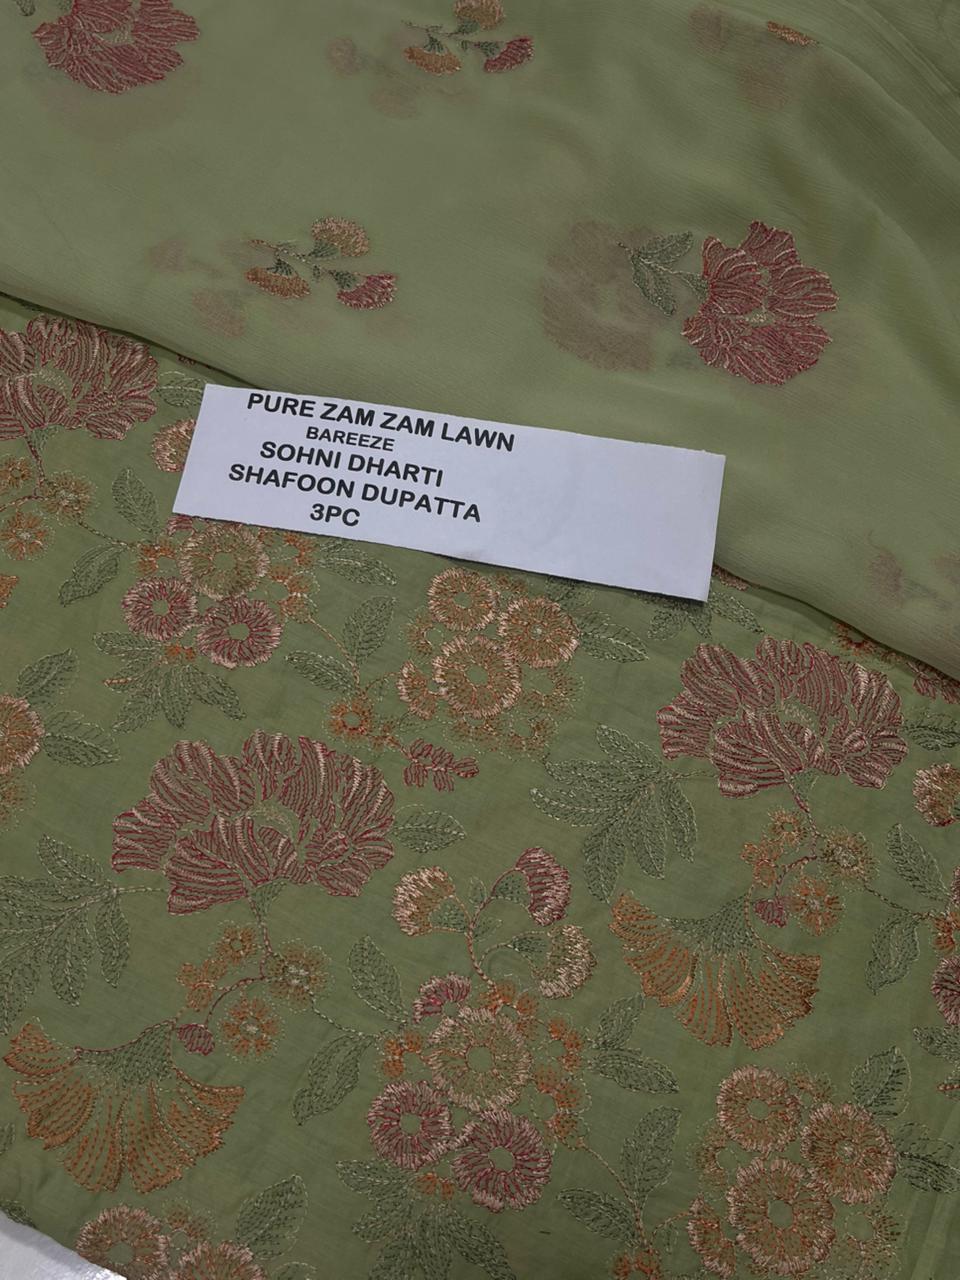 PURE ZAM ZAM LAWN
BAREEZE
SOHNI DHARTI
SHAFOON DUPATTA
3PC